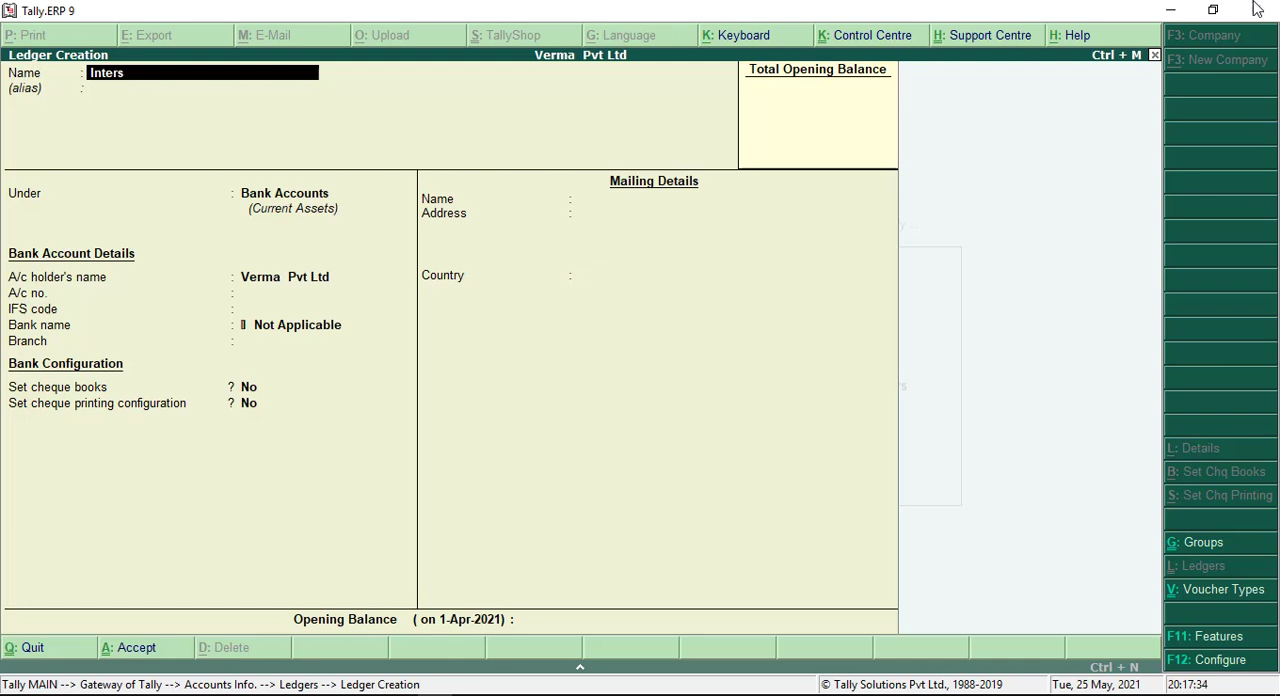 Tally.ERP 9
P: Print E: Export M: E-Mail O: Upload S: TallyShop G: Language K: Keyboard K: Control Centre H: Support Centre H: Help
F3: Company
F3: New Company
Ledger Creation Verma Pvt Ltd Ctrl + M
Name : Inters
(alias) :
Total Opening Balance
Under : Bank Accounts
(Current Assets)
Bank Account Details
A/c holder's name : Verma Pvt Ltd
A/c no. :
IFS code :
Bank name : Not Applicable
Branch :
Bank Configuration
Set cheque books ? No
Set cheque printing configuration ? No
Mailing Details
Name :
Address :
Country :
Opening Balance ( on 1-Apr-2021) :
L: Details
B: Set Chq Books
S: Set Chq Printing
G: Groups
L: Ledgers
V: Voucher Types
F11: Features
F12: Configure
Q: Quit A: Accept D: Delete
Ctrl + N
Tally MAIN --> Gateway of Tally --> Accounts Info. --> Ledgers --> Ledger Creation © Tally Solutions Pvt Ltd., 1988-2019 Tue, 25 May, 2021 20:17:34